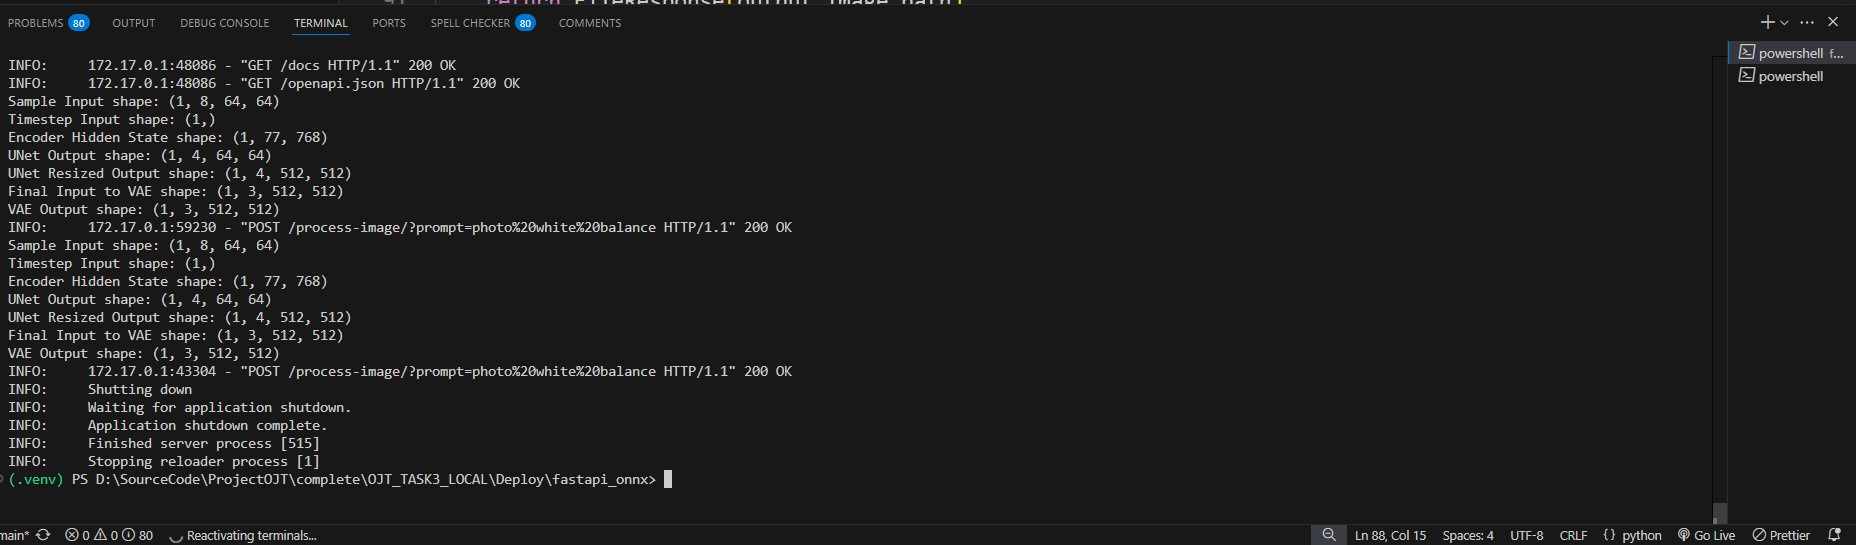 PROBLEMS 80 OUTPUT DEBUG CONSOLE TERMINAL PORTS SPELL CHECKER 80 COMMENTS
INFO:     172.17.0.1:48086 - "GET /docs HTTP/1.1" 200 OK
INFO:     172.17.0.1:48086 - "GET /openapi.json HTTP/1.1" 200 OK
Sample Input shape: (1, 8, 64, 64)
Timestep Input shape: (1,)
Encoder Hidden State shape: (1, 77, 768)
UNet Output shape: (1, 4, 64, 64)
UNet Resized Output shape: (1, 4, 512, 512)
Final Input to VAE shape: (1, 3, 512, 512)
VAE Output shape: (1, 3, 512, 512)
INFO:     172.17.0.1:59230 - "POST /process-image/?prompt=photo%20white%20balance HTTP/1.1" 200 OK
Sample Input shape: (1, 8, 64, 64)
Timestep Input shape: (1,)
Encoder Hidden State shape: (1, 77, 768)
UNet Output shape: (1, 4, 64, 64)
UNet Resized Output shape: (1, 4, 512, 512)
Final Input to VAE shape: (1, 3, 512, 512)
VAE Output shape: (1, 3, 512, 512)
INFO:     172.17.0.1:43304 - "POST /process-image/?prompt=photo%20white%20balance HTTP/1.1" 200 OK
INFO:     Shutting down
INFO:     Waiting for application shutdown.
INFO:     Application shutdown complete.
INFO:     Finished server process [515]
INFO:     Stopping reloader process [1]
(.venv) PS D:\SourceCode\ProjectOJT\complete\OJT_TASK3_LOCAL\Deploy\fastapi_onnx>
powershell f...
powershell
main* 0 0 80 Reactivating terminals... Ln 88, Col 15 Spaces: 4 UTF-8 CRLF {} python Go Live Prettier